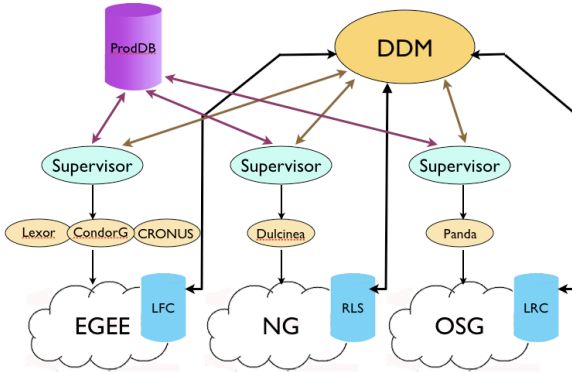 ProdDB
DDM
Supervisor
Supervisor
Supervisor
Lexor
CondorG
CRONUS
Dulcinea
Panda
EGEE
LFC
NG
RLS
OSG
LRC